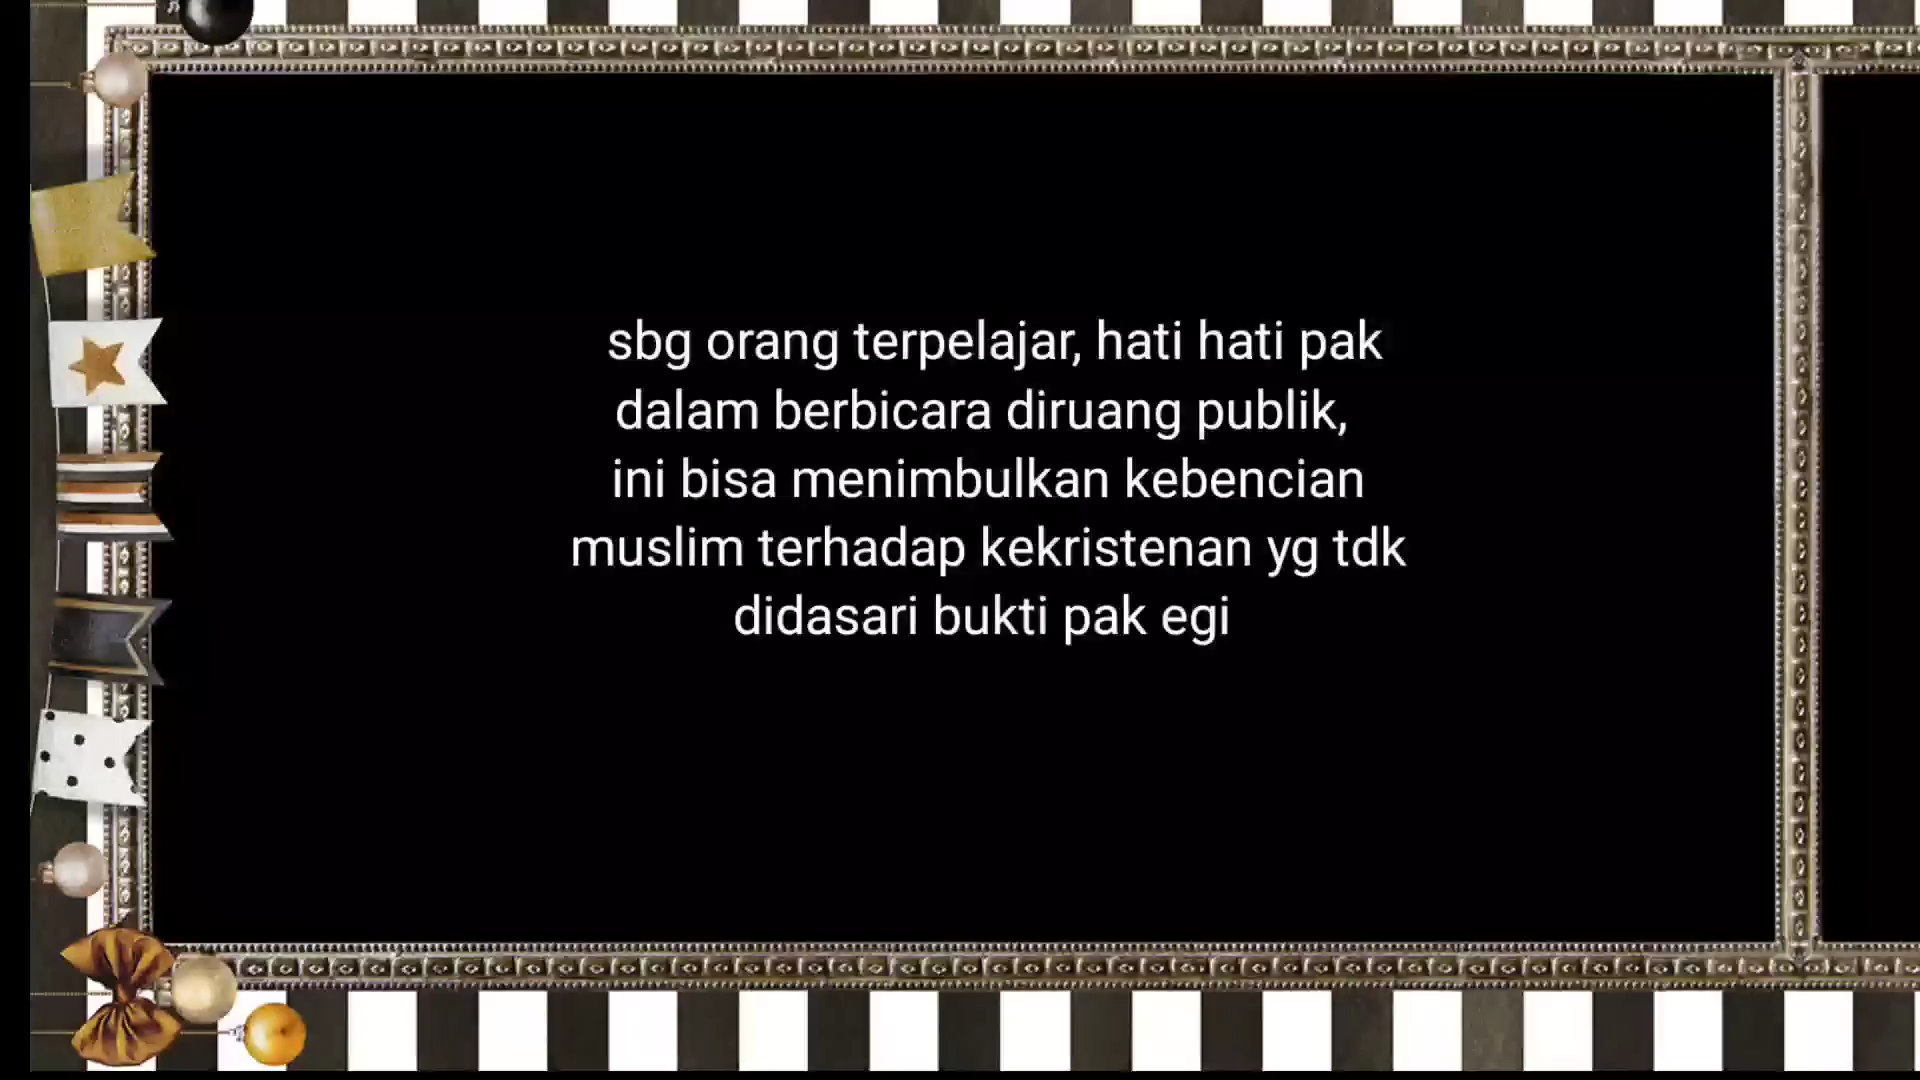 sbg orang terpelajar, hati hati pak
dalam berbicara diruang publik,
ini bisa menimbulkan kebencian
muslim terhadap kekristenan yg tdk
didasari bukti pak egi